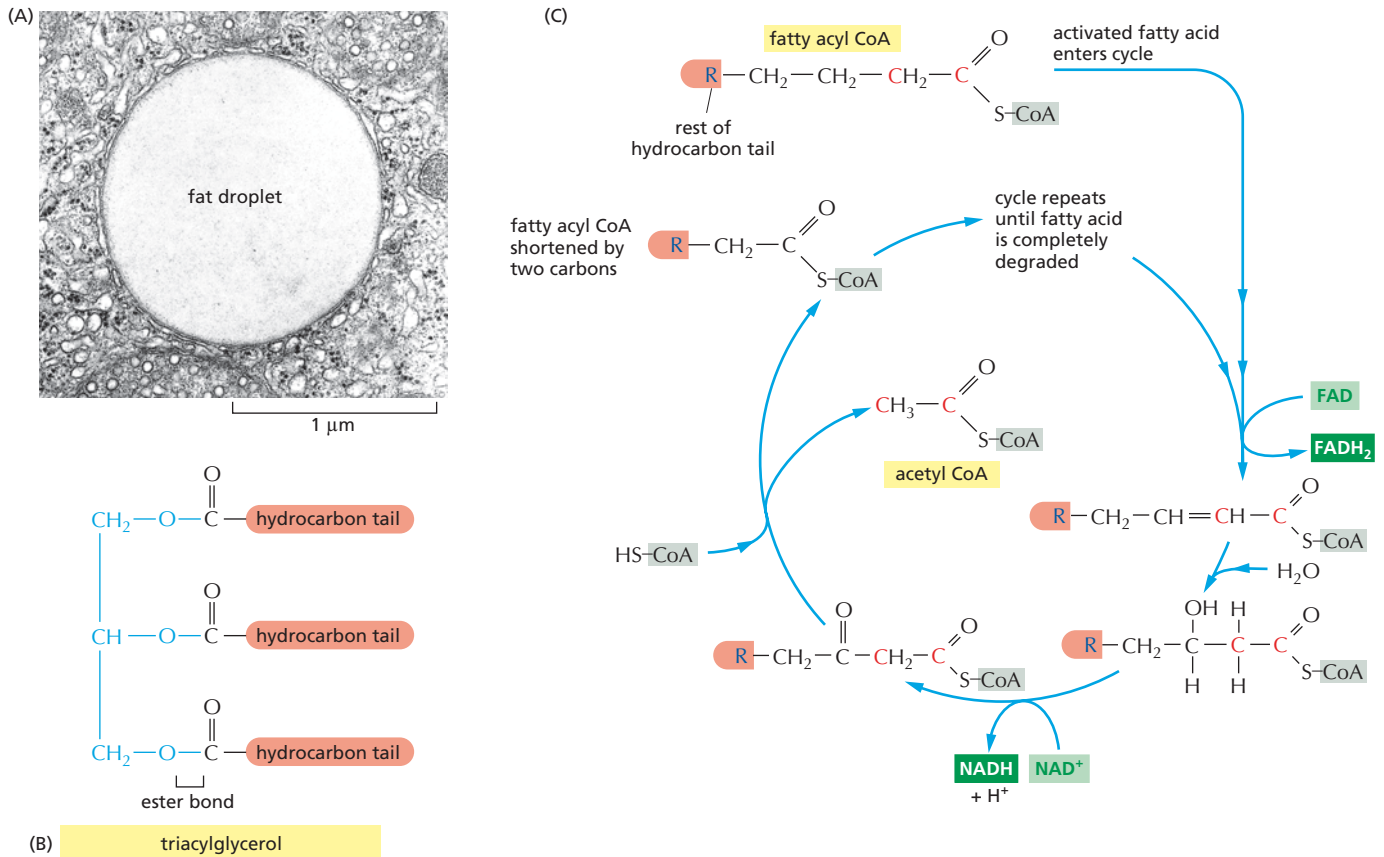 (A)
fat droplet
1 μm
CH₂—O—C—hydrocarbon tail
O
CH—O—C—hydrocarbon tail
O
CH₂—O—C—hydrocarbon tail
O
ester bond
(B) triacylglycerol
(C)
fatty acyl CoA
R—CH₂—CH₂—CH₂—C
O
S–CoA
rest of
hydrocarbon tail
activated fatty acid
enters cycle
fatty acyl CoA
shortened by
two carbons
R—CH₂—C
O
S–CoA
cycle repeats
until fatty acid
is completely
degraded
CH₃—C
O
S–CoA
acetyl CoA
FAD
FADH₂
R—CH₂—CH=CH—C
O
S–CoA
H₂O
OH H
R—CH₂—C—C—C
O
H H
S–CoA
HS–CoA
O
R—CH₂—C—CH₂—C
O
S–CoA
NADH NAD⁺
+ H⁺